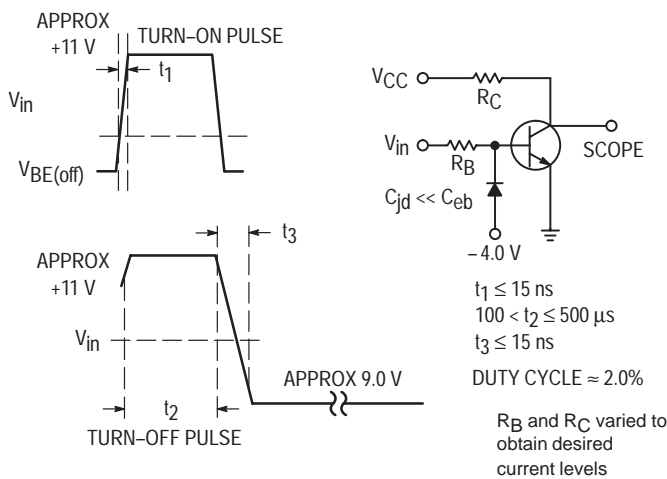 APPROX
+11 V
TURN–ON PULSE
t1
Vin
VBE(off)
t3
APPROX
+11 V
Vin
APPROX 9.0 V
t2
TURN–OFF PULSE
VCC
RC
Vin
RB
SCOPE
Cjd << Ceb
–4.0 V
t1 ≤ 15 ns
100 < t2 ≤ 500 µs
t3 ≤ 15 ns
DUTY CYCLE ≈ 2.0%
RB and RC varied to
obtain desired
current levels